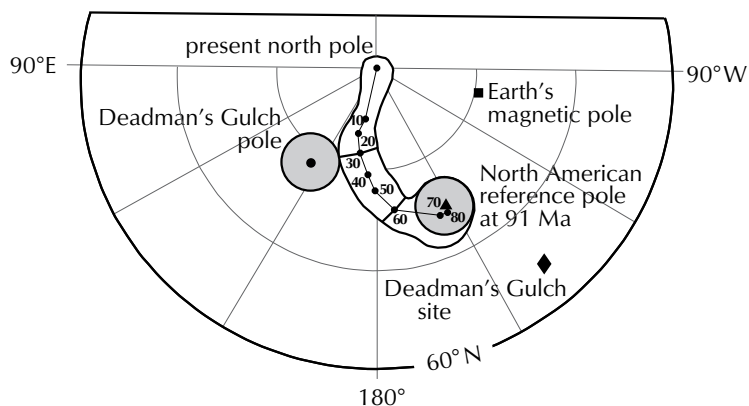 present north pole
90°E
90°W
Earth's
magnetic pole
Deadman's Gulch
pole
10
20
30
40
50
60
70
80
North American
reference pole
at 91 Ma
Deadman's Gulch
site
60°N
180°